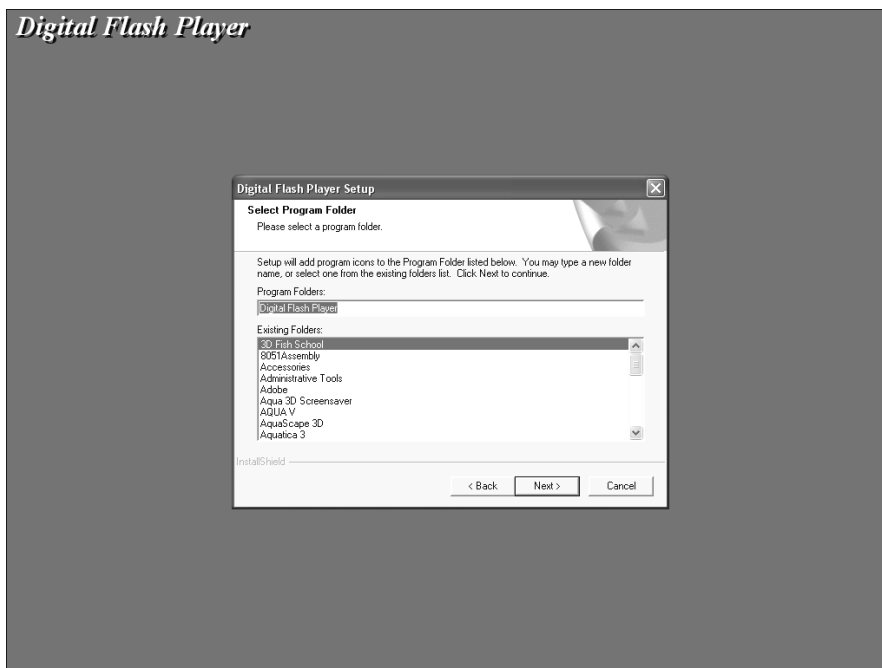 Digital Flash Player
Digital Flash Player Setup
Select Program Folder
Please select a program folder.
Setup will add program icons to the Program Folder listed below. You may type a new folder
name, or select one from the existing folders list. Click Next to continue.
Program Folders:
Digital Flash Player
Existing Folders:
3D Fish School
8051Assembly
Accessories
Administrative Tools
Adobe
Aqua 3D Screensaver
AQUA V
AquaScape 3D
Aquatica 3
InstallShield
< Back Next > Cancel